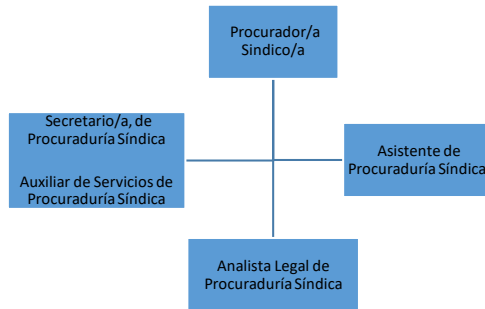 Procurador/a
Sindico/a
Secretario/a, de
Procuraduría Síndica
Auxiliar de Servicios de
Procuraduría Síndica
Asistente de
Procuraduría Síndica
Analista Legal de
Procuraduría Síndica